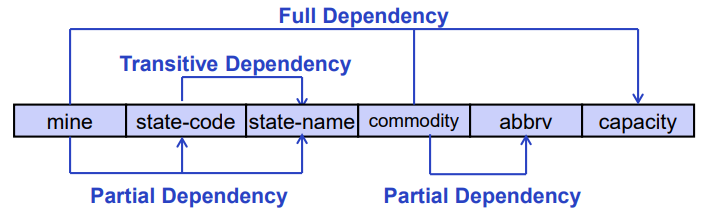 Full Dependency
Transitive Dependency
mine state-code state-name commodity abbrv capacity
Partial Dependency Partial Dependency